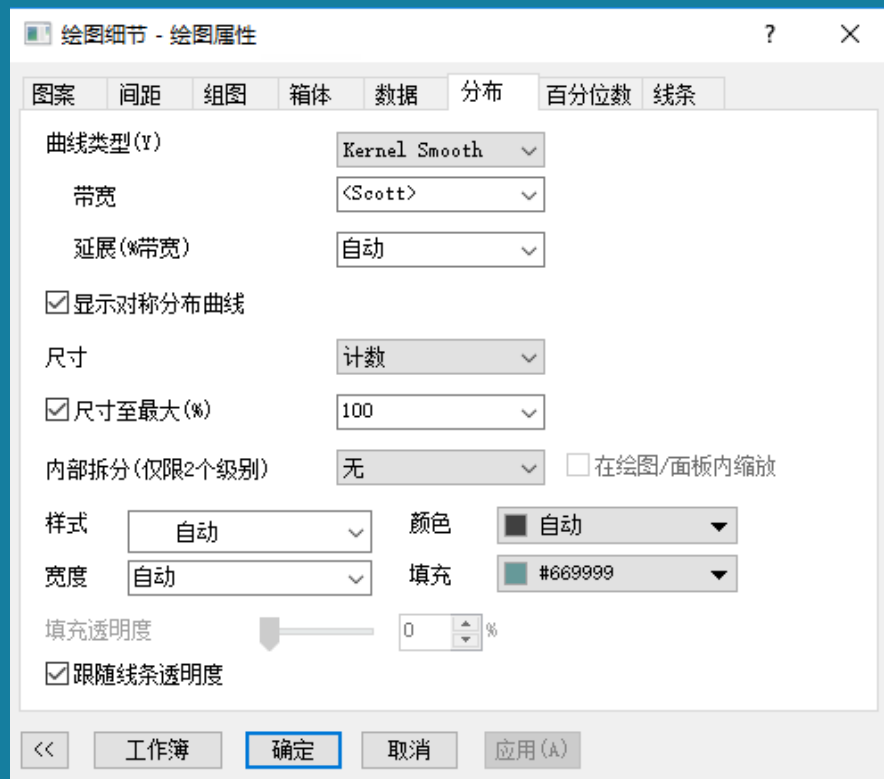 绘图细节 - 绘图属性 ?
图案 间距 组图 箱体 数据 分布 百分位数 线条
曲线类型(Y) Kernel Smooth
带宽 <Scott>
延展(%带宽) 自动
显示对称分布曲线
尺寸 计数
尺寸至最大(%) 100
内部拆分(仅限2个级别) 无 在绘图/面板内缩放
样式 自动 颜色 自动
宽度 自动 填充 #669999
填充透明度 0 %
跟随线条透明度
<< 工作簿 确定 取消 应用(A)